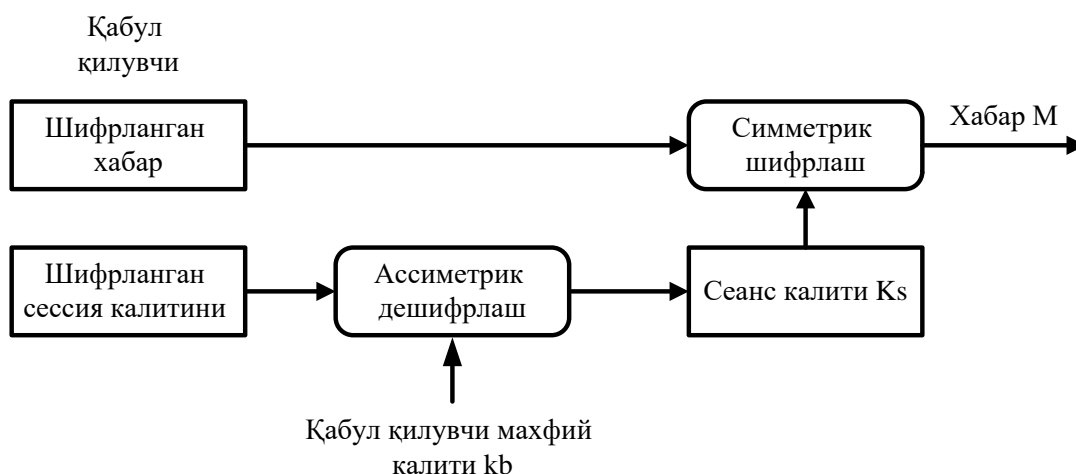 Қабул
қилувчи
Шифрланган
хабар
Симметрик
шифрлаш
Хабар М
Шифрланган
сессия калитини
Ассиметрик
дешифрлаш
Сеанс калити Ks
Қабул қилувчи махфий
калити kb